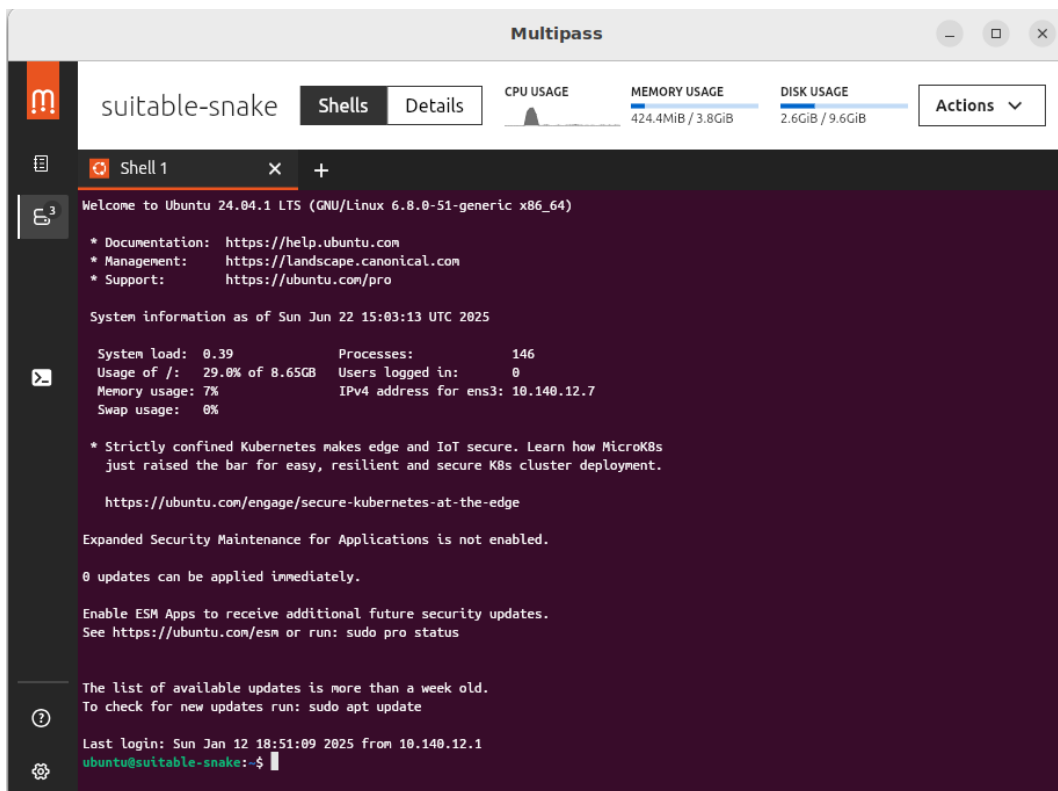 Multipass
suitable-snake
Shells
Details
CPU USAGE
MEMORY USAGE
424.4MiB / 3.8GiB
DISK USAGE
2.6GiB / 9.6GiB
Actions
3
Shell 1
Welcome to Ubuntu 24.04.1 LTS (GNU/Linux 6.8.0-51-generic x86_64)
* Documentation:  https://help.ubuntu.com
* Management:     https://landscape.canonical.com
* Support:        https://ubuntu.com/pro
System information as of Sun Jun 22 15:03:13 UTC 2025
System load:  0.39               Processes:             146
Usage of /:   29.0% of 8.65GB   Users logged in:       0
Memory usage: 7%                IPv4 address for ens3: 10.140.12.7
Swap usage:   0%
* Strictly confined Kubernetes makes edge and IoT secure. Learn how MicroK8s
just raised the bar for easy, resilient and secure K8s cluster deployment.
https://ubuntu.com/engage/secure-kubernetes-at-the-edge
Expanded Security Maintenance for Applications is not enabled.
0 updates can be applied immediately.
Enable ESM Apps to receive additional future security updates.
See https://ubuntu.com/esm or run: sudo pro status
The list of available updates is more than a week old.
To check for new updates run: sudo apt update
Last login: Sun Jan 12 18:51:09 2025 from 10.140.12.1
ubuntu@suitable-snake:~$